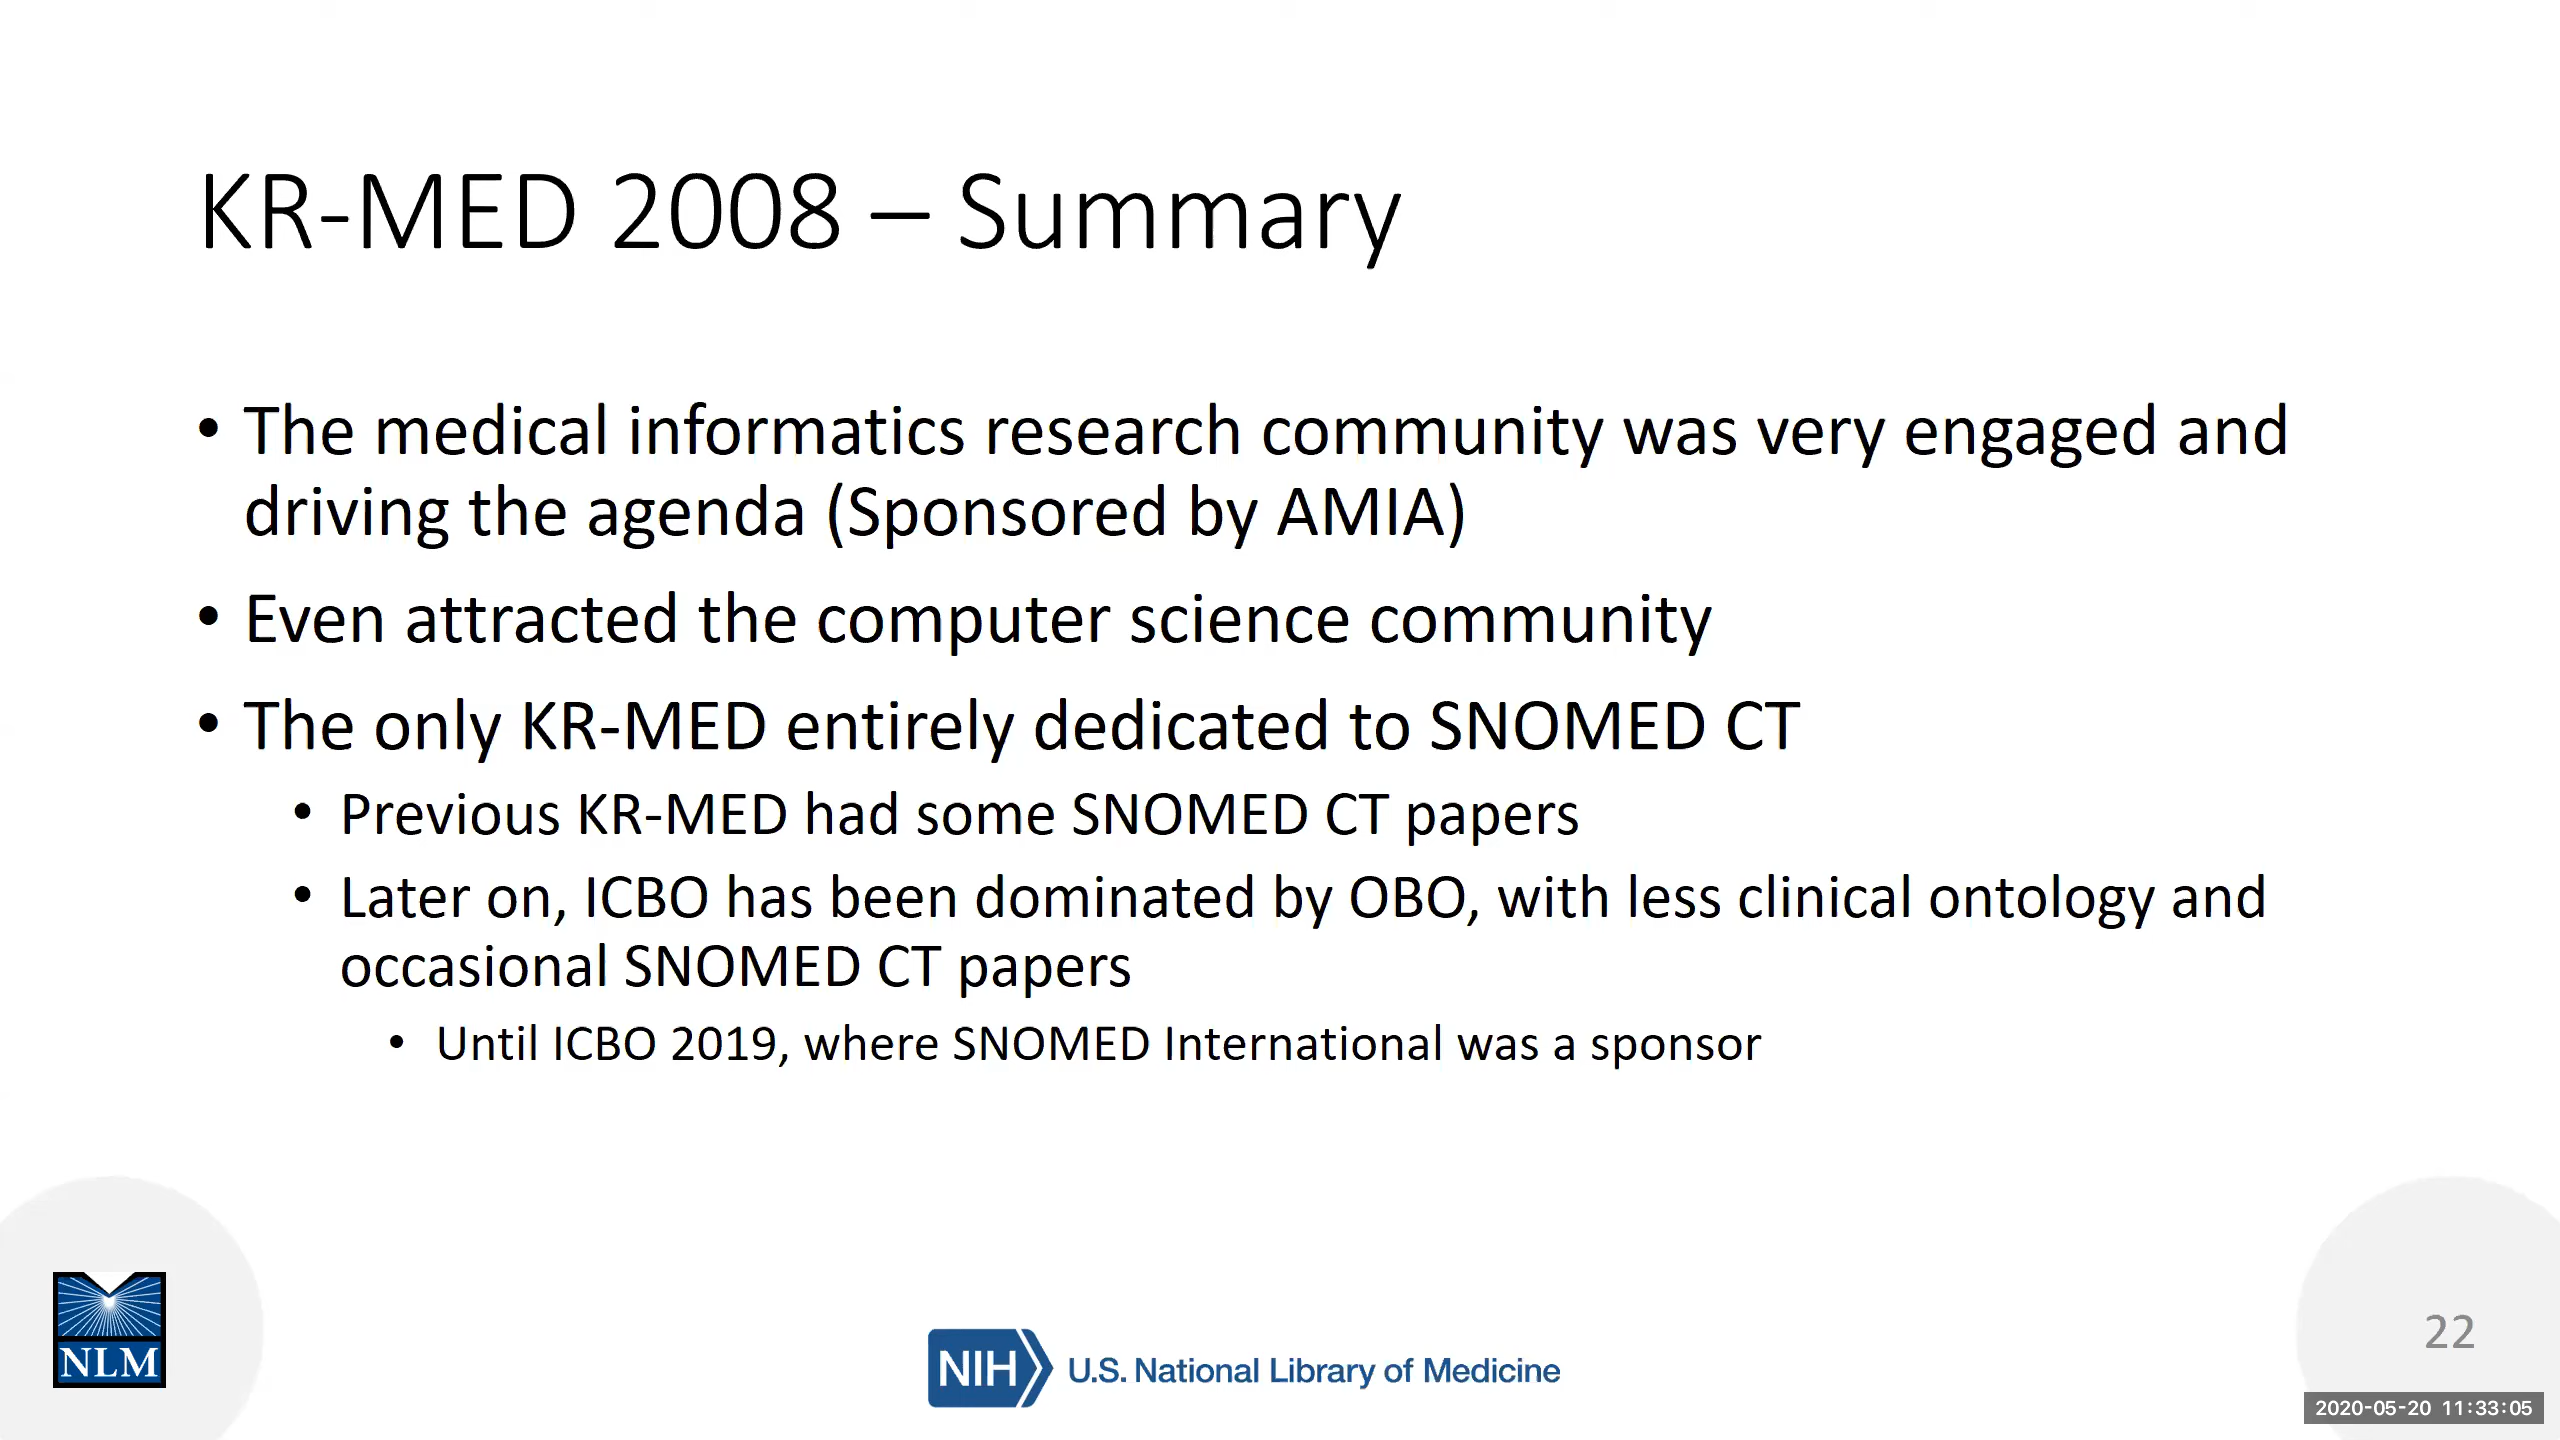 KR-MED 2008 – Summary
• The medical informatics research community was very engaged and
driving the agenda (Sponsored by AMIA)
• Even attracted the computer science community
• The only KR-MED entirely dedicated to SNOMED CT
• Previous KR-MED had some SNOMED CT papers
• Later on, ICBO has been dominated by OBO, with less clinical ontology and
occasional SNOMED CT papers
• Until ICBO 2019, where SNOMED International was a sponsor
NLM
NIH U.S. National Library of Medicine
22
2020-05-20 11:33:05